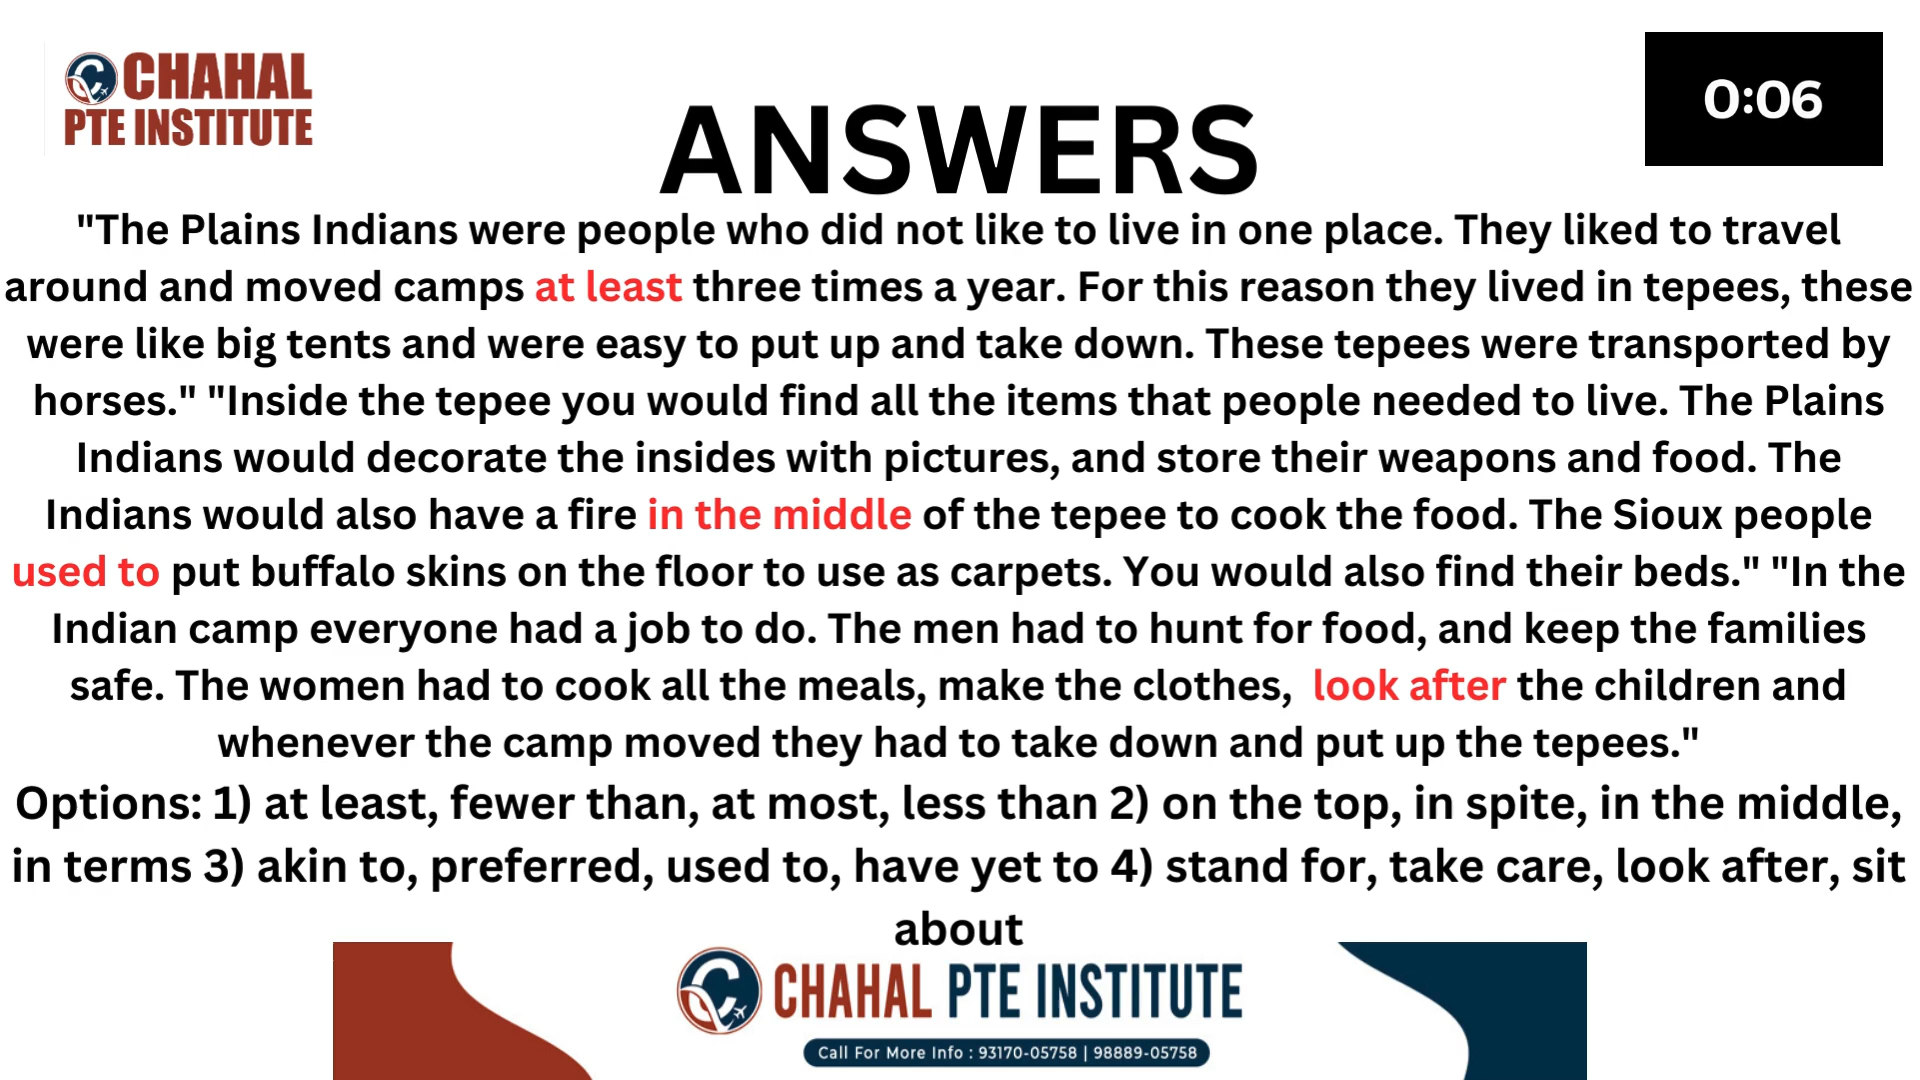 CHAHAL
PTE INSTITUTE
0:06
ANSWERS
"The Plains Indians were people who did not like to live in one place. They liked to travel
around and moved camps at least three times a year. For this reason they lived in tepees, these
were like big tents and were easy to put up and take down. These tepees were transported by
horses." "Inside the tepee you would find all the items that people needed to live. The Plains
Indians would decorate the insides with pictures, and store their weapons and food. The
Indians would also have a fire in the middle of the tepee to cook the food. The Sioux people
used to put buffalo skins on the floor to use as carpets. You would also find their beds." "In the
Indian camp everyone had a job to do. The men had to hunt for food, and keep the families
safe. The women had to cook all the meals, make the clothes, look after the children and
whenever the camp moved they had to take down and put up the tepees."
Options: 1) at least, fewer than, at most, less than 2) on the top, in spite, in the middle,
in terms 3) akin to, preferred, used to, have yet to 4) stand for, take care, look after, sit
about
CHAHAL PTE INSTITUTE
Call For More Info : 93170-05758 | 98889-05758